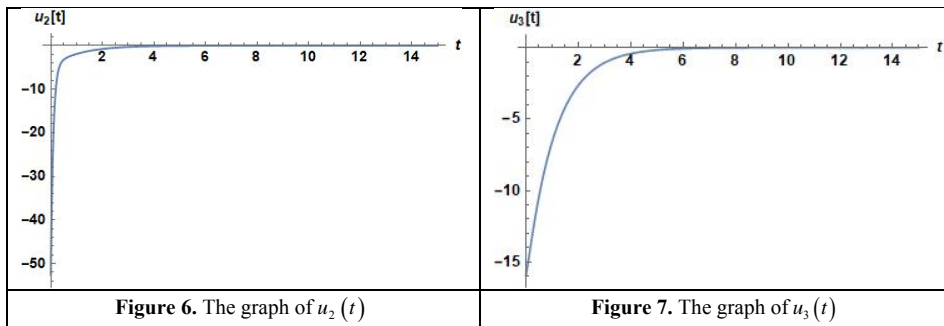 u₂[t]
t
2 4 6 8 10 12 14
−10
−20
−30
−40
−50
Figure 6. The graph of u₂(t)
u₃[t]
t
2 4 6 8 10 12 14
−5
−10
−15
Figure 7. The graph of u₃(t)